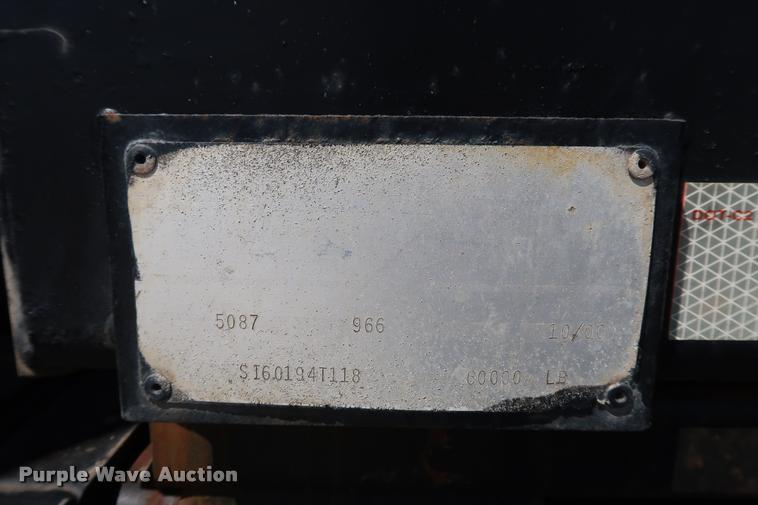 DOT-C2
5087 966 10/00
SI60194T118 60000 LB
Purple Wave Auction